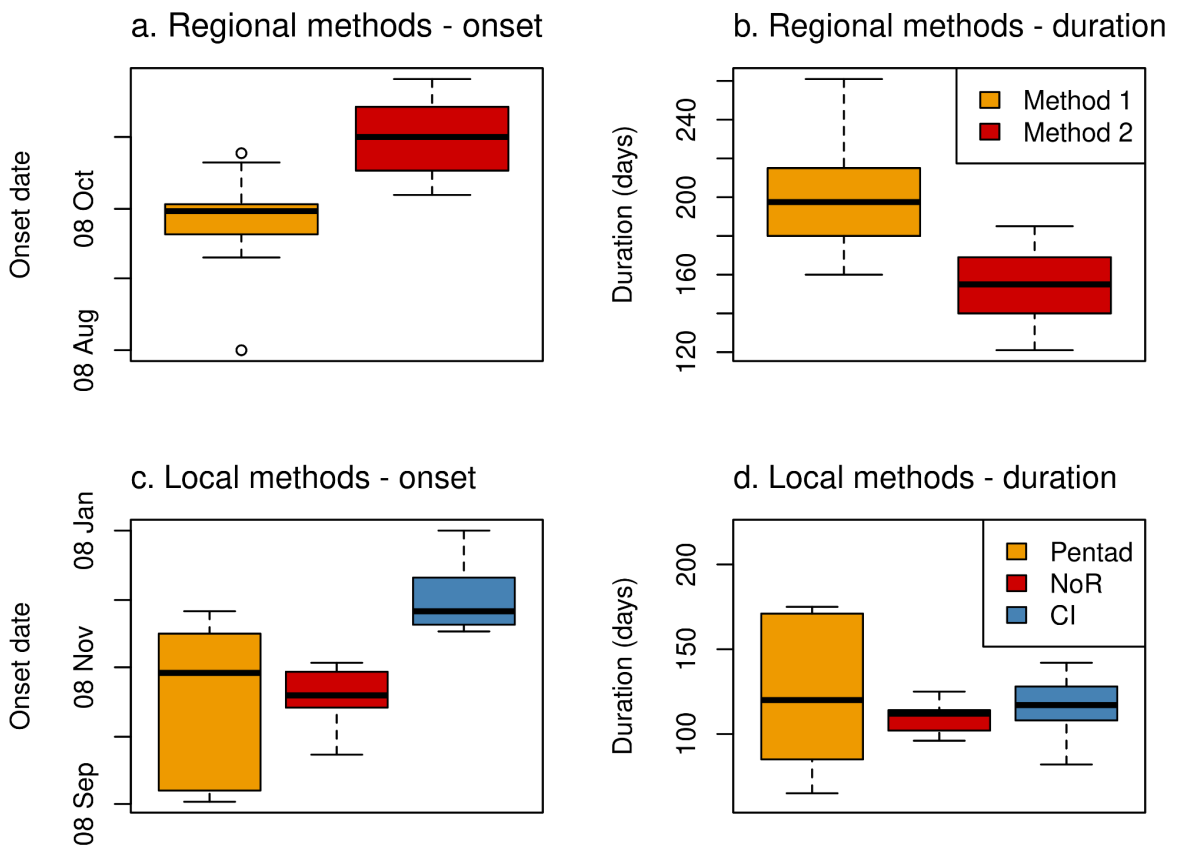 a. Regional methods - onset
Onset date
08 Aug
08 Oct
b. Regional methods - duration
Duration (days)
120
160
200
240
Method 1
Method 2
c. Local methods - onset
Onset date
08 Sep
08 Nov
08 Jan
d. Local methods - duration
Duration (days)
100
150
200
Pentad
NoR
CI